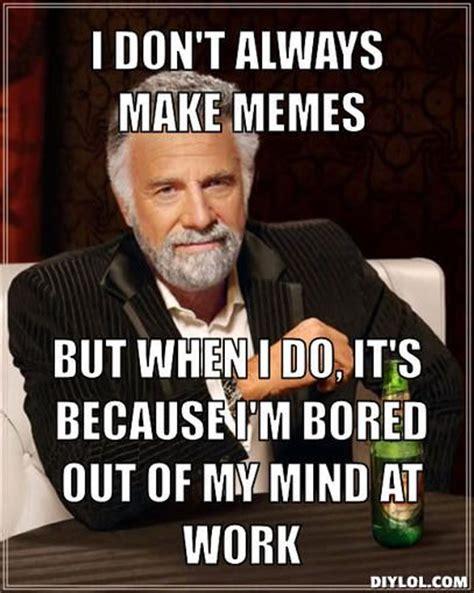 I DON'T ALWAYS
MAKE MEMES
BUT WHEN I DO, IT'S
BECAUSE I'M BORED
OUT OF MY MIND AT
WORK
DIYLOL.COM